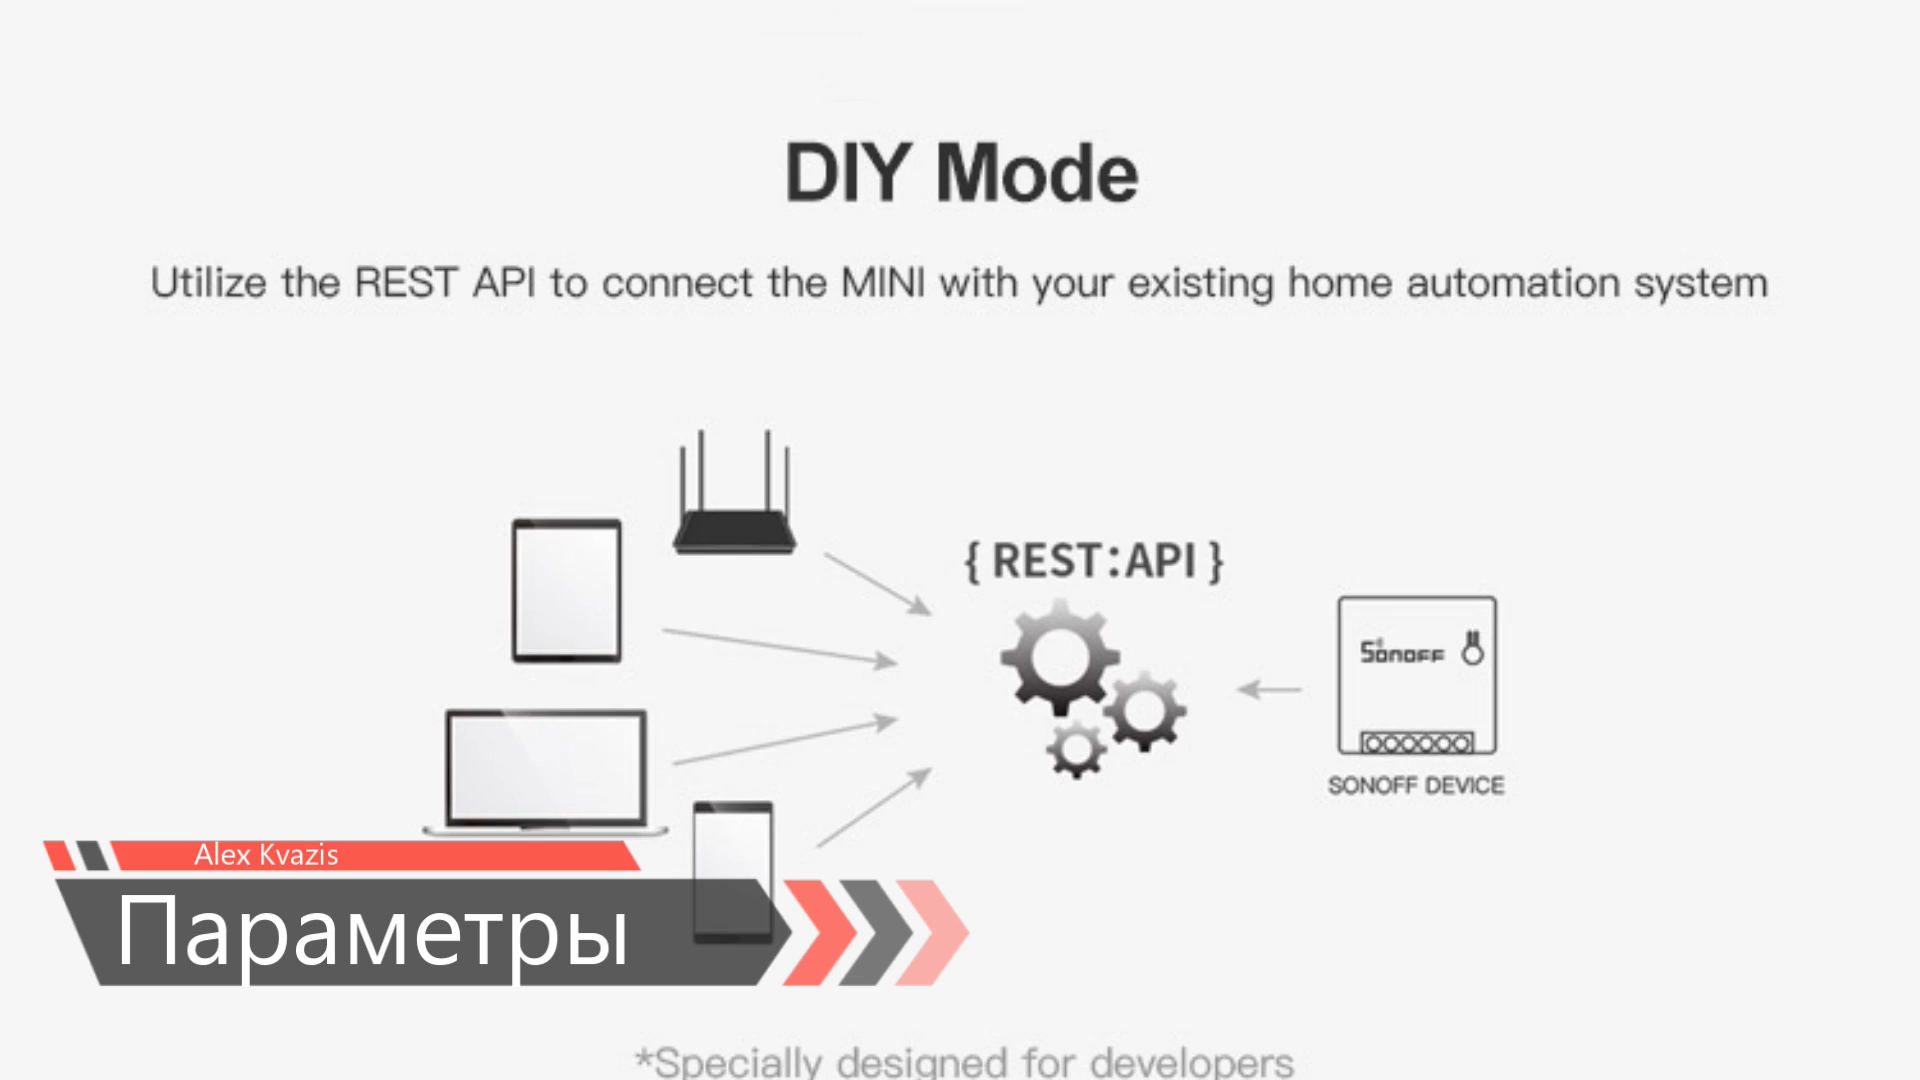 DIY Mode
Utilize the REST API to connect the MINI with your existing home automation system
{ REST:API }
SONOFF
SONOFF DEVICE
Alex Kvazis
Параметры
*Specially designed for developers